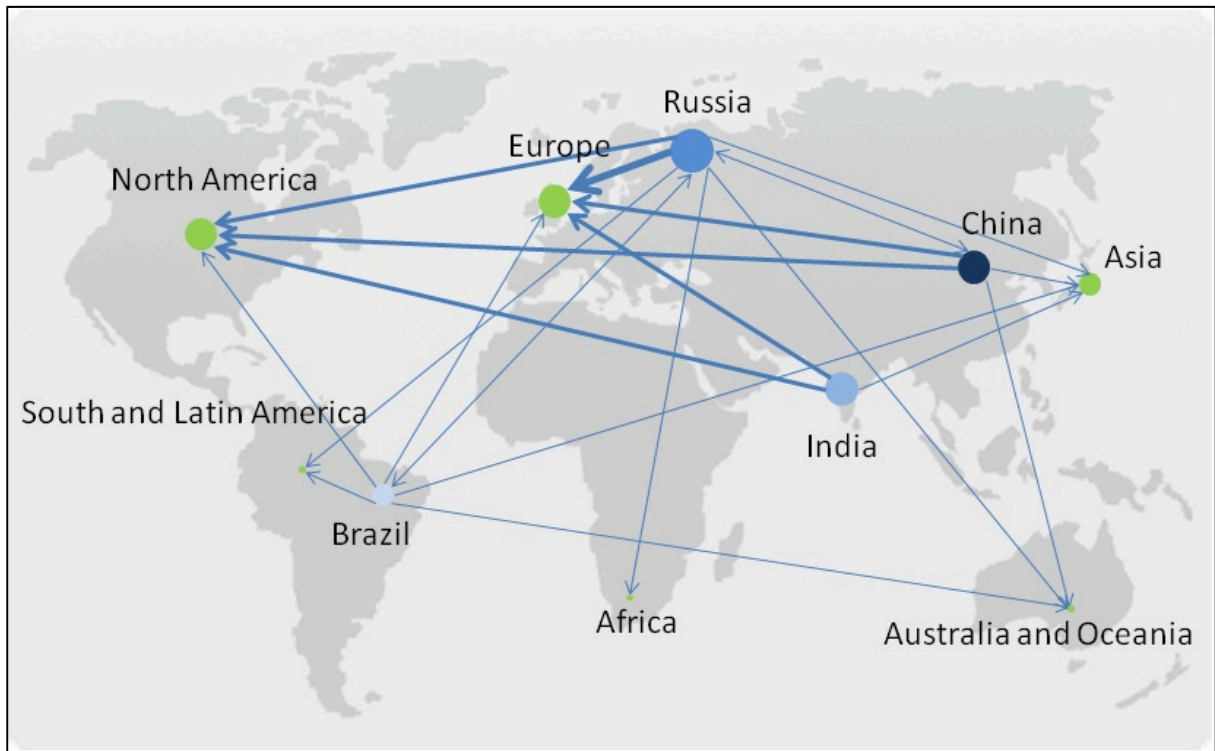 Russia
Europe
North America
China
Asia
South and Latin America
India
Brazil
Africa
Australia and Oceania